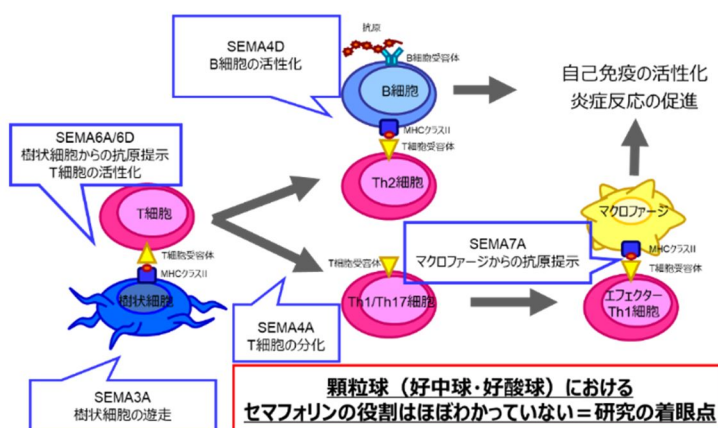 SEMA4D
B細胞の活性化
抗原
B細胞受容体
B細胞
MHCクラスII
T細胞受容体
Th2細胞
自己免疫の活性化
炎症反応の促進
SEMA6A/6D
樹状細胞からの抗原提示
T細胞の活性化
T細胞
T細胞受容体
MHCクラスII
樹状細胞
SEMA3A
樹状細胞の遊走
SEMA4A
T細胞の分化
T細胞受容体
Th1/Th17細胞
SEMA7A
マクロファージからの抗原提示
マクロファージ
MHCクラスII
T細胞受容体
エフェクター
Th1細胞
顆粒球（好中球・好酸球）における
セマフォリンの役割はほぼわかっていない＝研究の着眼点